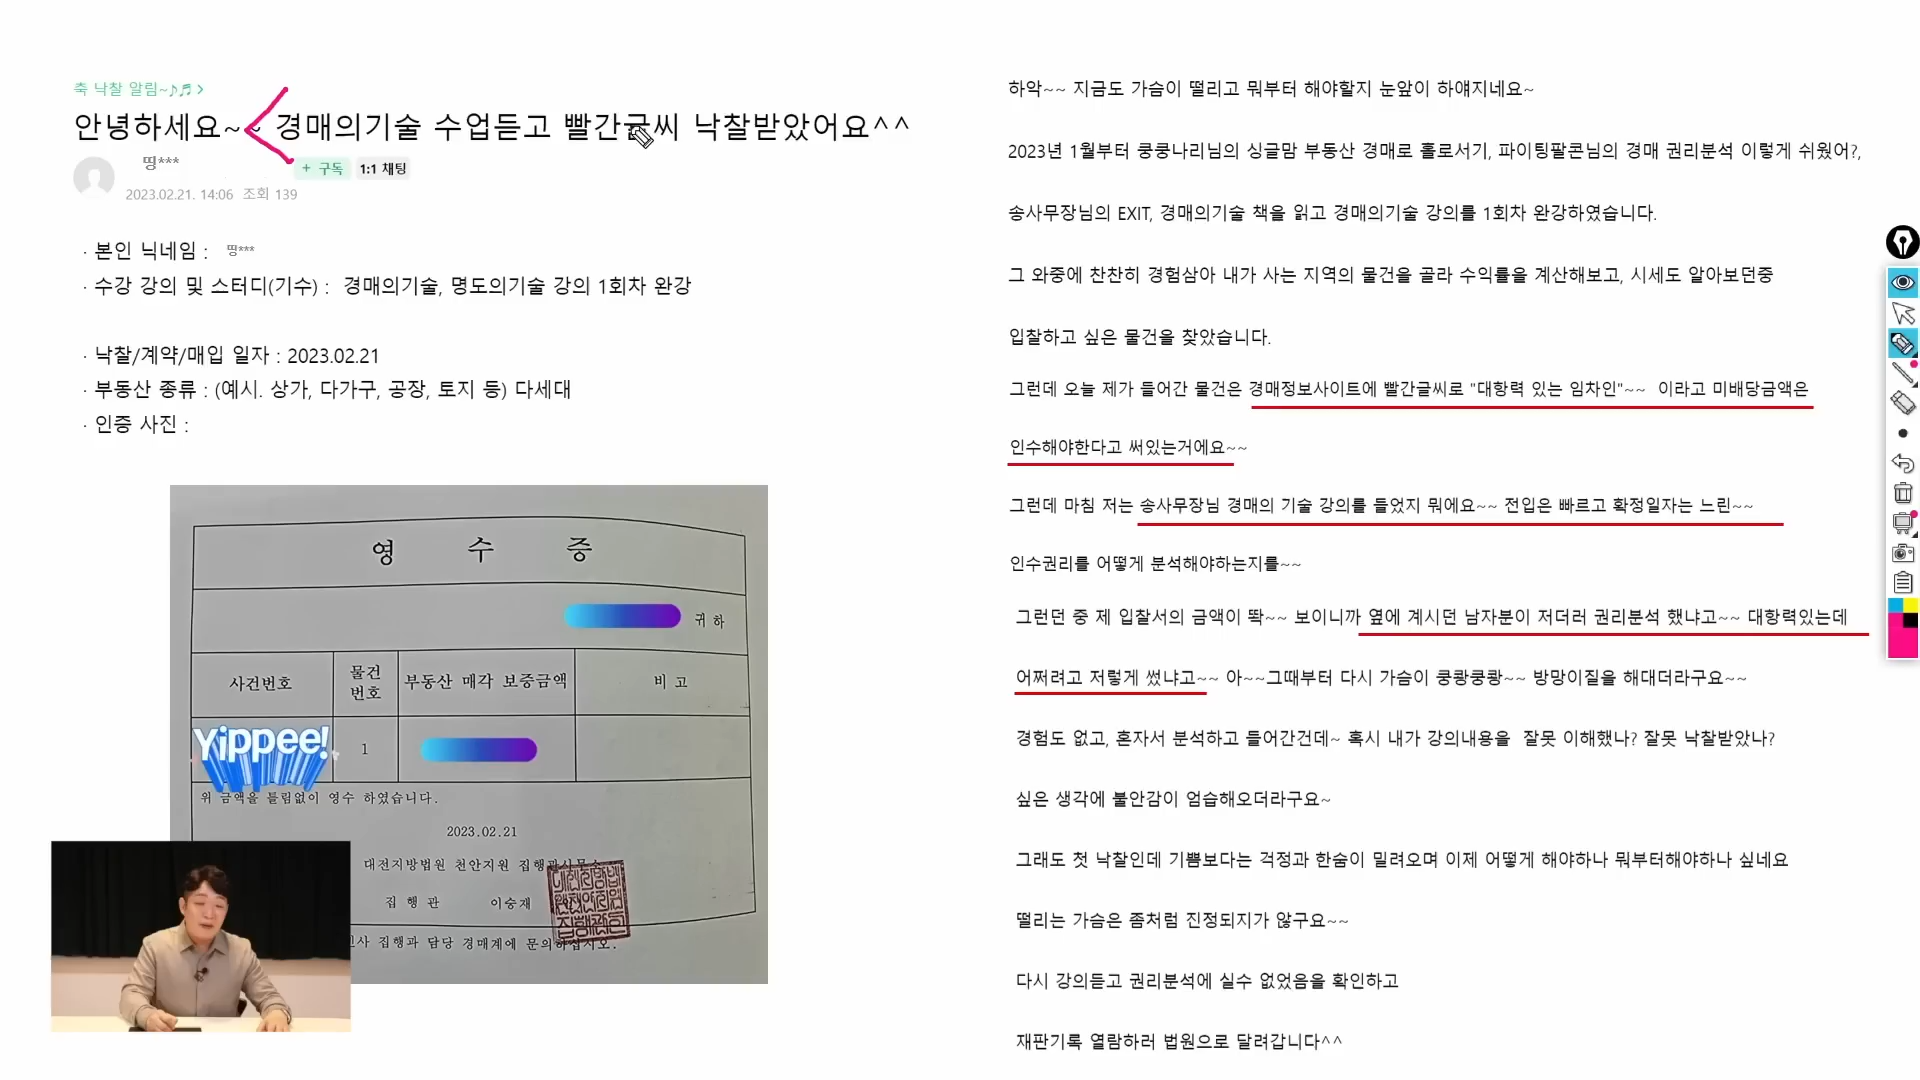 축 낙찰 알림~♪♬ >
안녕하세요~~ 경매의기술 수업듣고 빨간글씨 낙찰받았어요^^
띵***
+ 구독 1:1 채팅
2023.02.21. 14:06 조회 139
· 본인 닉네임 : 띵***
· 수강 강의 및 스터디(기수) : 경매의기술, 명도의기술 강의 1회차 완강
· 낙찰/계약/매입 일자 : 2023.02.21
· 부동산 종류 : (예시. 상가, 다가구, 공장, 토지 등) 다세대
· 인증 사진 :
영 수 증
귀 하
사건번호 물건번호 부동산 매각 보증금액 비 고
Yippee! 1
위 금액을 틀림없이 영수 하였습니다.
2023.02.21
대전지방법원 천안지원 집행관사무소
집 행 관 이승재
사 집행과 담당 경매계에 문의하십시오.
하악~~ 지금도 가슴이 떨리고 뭐부터 해야할지 눈앞이 하얘지네요~
2023년 1월부터 쿵쿵나리님의 싱글맘 부동산 경매로 홀로서기, 파이팅팔콘님의 경매 권리분석 이렇게 쉬웠어?,
송사무장님의 EXIT, 경매의기술 책을 읽고 경매의기술 강의를 1회차 완강하였습니다.
그 와중에 찬찬히 경험삼아 내가 사는 지역의 물건을 골라 수익률을 계산해보고, 시세도 알아보던중
입찰하고 싶은 물건을 찾았습니다.
그런데 오늘 제가 들어간 물건은 경매정보사이트에 빨간글씨로 "대항력 있는 임차인"~~ 이라고 미배당금액은
인수해야한다고 써있는거에요~~
그런데 마침 저는 송사무장님 경매의 기술 강의를 들었지 뭐에요~~ 전입은 빠르고 확정일자는 느린~~
인수권리를 어떻게 분석해야하는지를~~
그런던 중 제 입찰서의 금액이 똭~~ 보이니까 옆에 계시던 남자분이 저더러 권리분석 했냐고~~ 대항력있는데
어쩌려고 저렇게 썼냐고~~ 아~~그때부터 다시 가슴이 쿵쾅쿵쾅~~ 방망이질을 해대더라구요~~
경험도 없고, 혼자서 분석하고 들어간건데~ 혹시 내가 강의내용을 잘못 이해했나? 잘못 낙찰받았나?
싶은 생각에 불안감이 엄습해오더라구요~
그래도 첫 낙찰인데 기쁨보다는 걱정과 한숨이 밀려오며 이제 어떻게 해야하나 뭐부터해야하나 싶네요
떨리는 가슴은 좀처럼 진정되지가 않구요~~
다시 강의듣고 권리분석에 실수 없었음을 확인하고
재판기록 열람하러 법원으로 달려갑니다^^